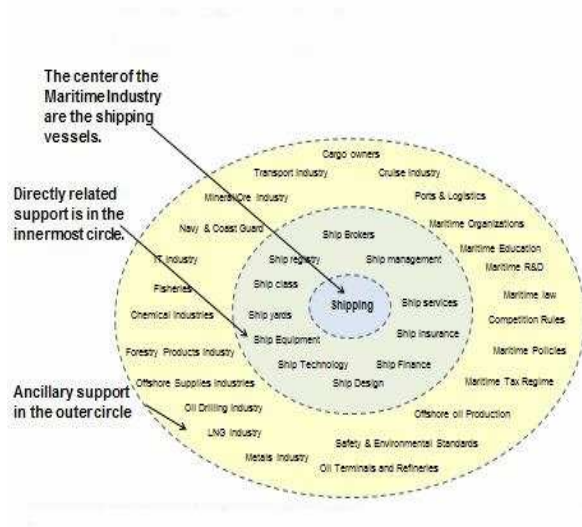 The center of the
Maritime Industry
are the shipping
vessels.
Directly related
support is in the
innermost circle.
Ancillary support
in the outer circle
Cargo owners
Transport Industry
Cruise Industry
Mineral/Ore Industry
Ports & Logistics
Navy & Coast Guard
Maritime Organizations
Maritime Education
IT Industry
Maritime R&D
Fisheries
Maritime law
Chemical Industries
Competition Rules
Forestry Products Industry
Maritime Policies
Offshore Supplies Industries
Maritime Tax Regime
Oil Drilling Industry
Offshore oil Production
LNG Industry
Safety & Environmental Standards
Metals Industry
Oil Terminals and Refineries
Ship Brokers
Ship registry
Ship management
Ship class
Ship services
Ship yards
Ship Insurance
Ship Equipment
Ship Technology
Ship Finance
Ship Design
Shipping